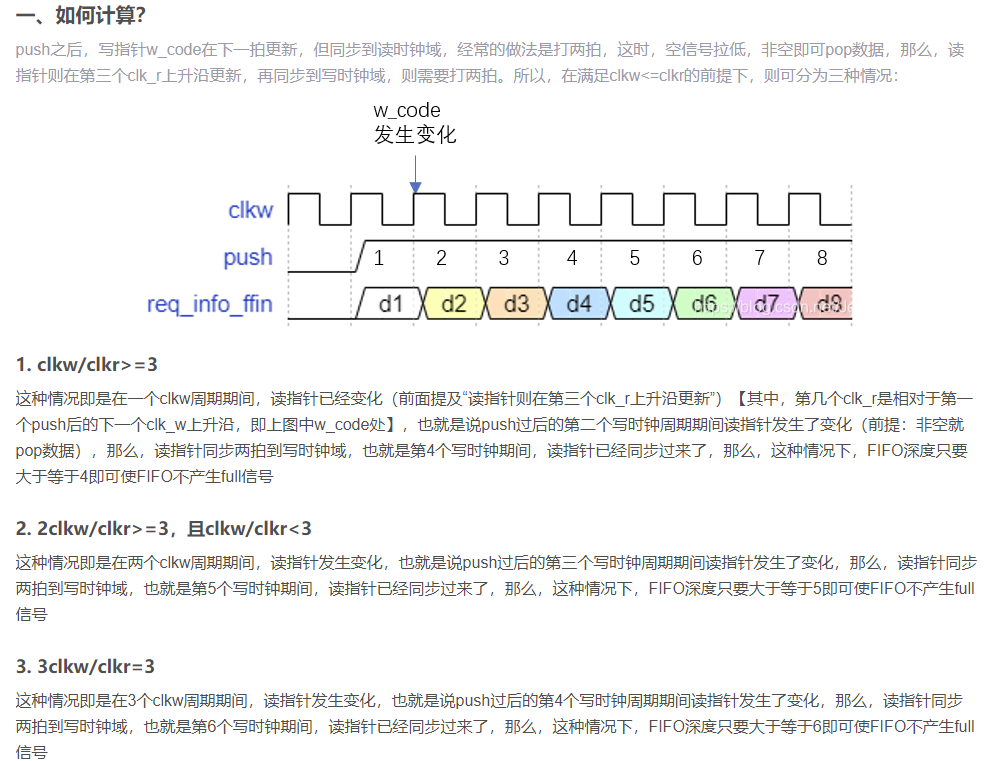 一、如何计算？
push之后，写指针w_code在下一拍更新，但同步到读时钟域，经常的做法是打两拍，这时，空信号拉低，非空即可pop数据，那么，读
指针则在第三个clk_r上升沿更新，再同步到写时钟域，则需要打两拍。所以，在满足clkw<=clkr的前提下，则可分为三种情况：
w_code
发生变化
clkw
push 1 2 3 4 5 6 7 8
req_info_ffin d1 d2 d3 d4 d5 d6 d7 d8
1. clkw/clkr>=3
这种情况即是在一个clkw周期期间，读指针已经变化（前面提及“读指针则在第三个clk_r上升沿更新”）【其中，第几个clk_r是相对于第一
个push后的下一个clk_w上升沿，即上图中w_code处】，也就是说push过后的第二个写时钟周期期间读指针发生了变化（前提：非空就
pop数据），那么，读指针同步两拍到写时钟域，也就是第4个写时钟期间，读指针已经同步过来了，那么，这种情况下，FIFO深度只要
大于等于4即可使FIFO不产生full信号
2. 2clkw/clkr>=3，且clkw/clkr<3
这种情况即是在两个clkw周期期间，读指针发生变化，也就是说push过后的第三个写时钟周期期间读指针发生了变化，那么，读指针同步
两拍到写时钟域，也就是第5个写时钟期间，读指针已经同步过来了，那么，这种情况下，FIFO深度只要大于等于5即可使FIFO不产生full
信号
3. 3clkw/clkr=3
这种情况即是在3个clkw周期期间，读指针发生变化，也就是说push过后的第4个写时钟周期期间读指针发生了变化，那么，读指针同步
两拍到写时钟域，也就是第6个写时钟期间，读指针已经同步过来了，那么，这种情况下，FIFO深度只要大于等于6即可使FIFO不产生full
信号